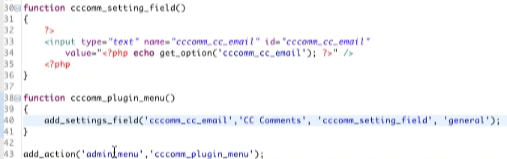 30 function cccomm_setting_field()
31 {
32 ?>
33 <input type="text" name="cccomm_cc_email" id="cccomm_cc_email"
34 value="<?php echo get_option('cccomm_cc_email'); ?>" />
35 <?php
36 }
37
38 function cccomm_plugin_menu()
39 {
40 add_settings_field('cccomm_cc_email','CC Comments', 'cccomm_setting_field', 'general');
41 }
42
43 add_action('admin_menu','cccomm_plugin_menu');